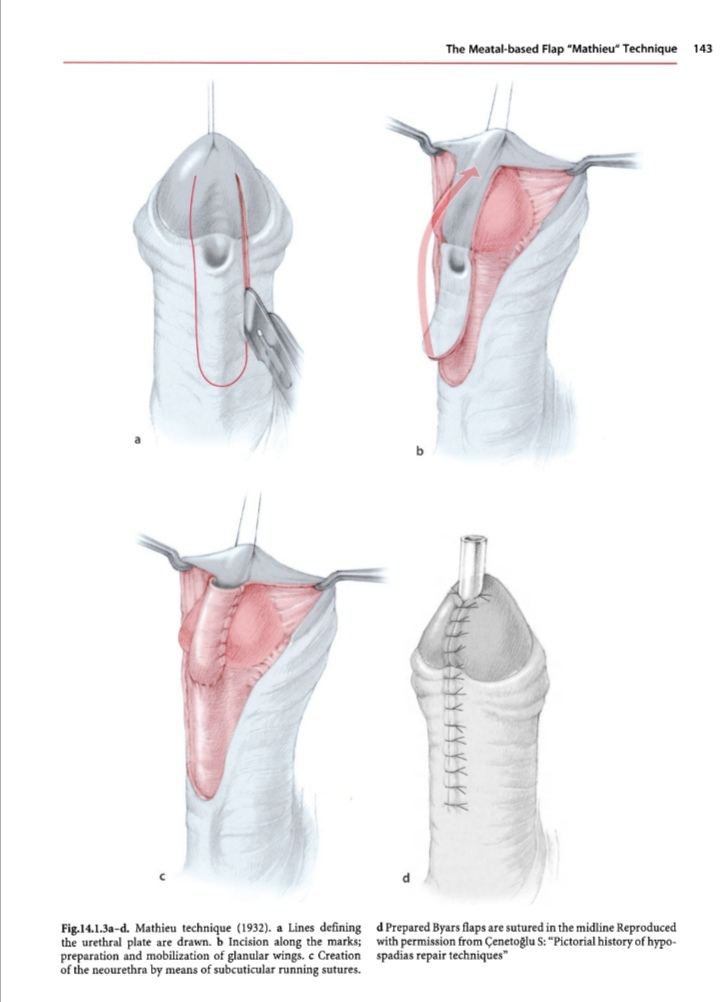 The Meatal-based Flap “Mathieu” Technique 143
a
b
c
d
Fig.14.1.3a–d. Mathieu technique (1932). a Lines defining
the urethral plate are drawn. b Incision along the marks;
preparation and mobilization of glanular wings. c Creation
of the neourethra by means of subcuticular running sutures.
d Prepared Byars flaps are sutured in the midline Reproduced
with permission from Çenetoğlu S: “Pictorial history of hypo-
spadias repair techniques”